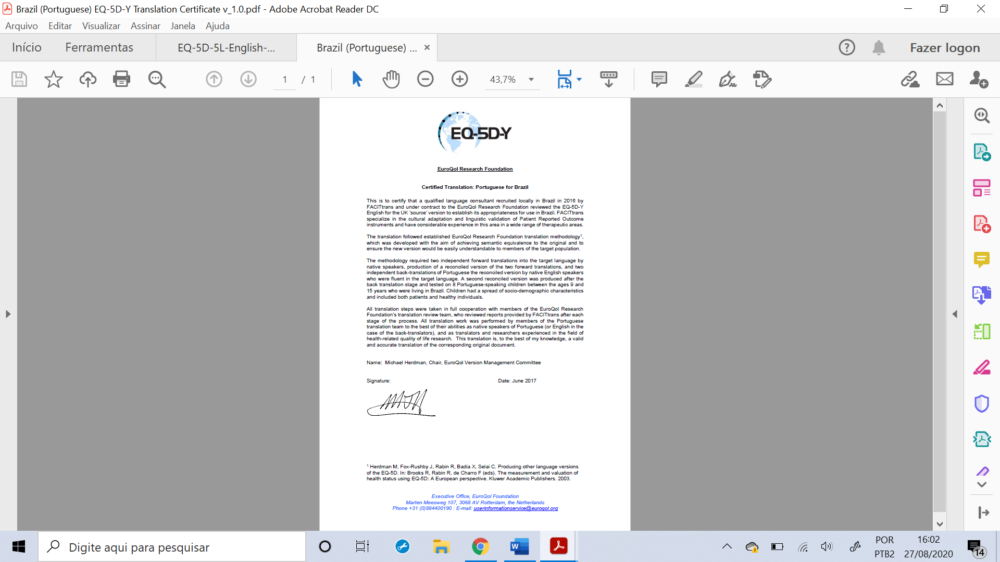 Brazil (Portuguese) EQ-5D-Y Translation Certificate v_1.0.pdf - Adobe Acrobat Reader DC
Arquivo Editar Visualizar Assinar Janela Ajuda
Início Ferramentas EQ-5D-5L-English-... Brazil (Portuguese) ... × Fazer logon
1 / 1 43,7%
EQ-5D-Y
EuroQol Research Foundation
Certified Translation: Portuguese for Brazil
This is to certify that a qualified language consultant recruited locally in Brazil in 2016 by
FACITtrans and under contract to the EuroQol Research Foundation reviewed the EQ-5D-Y
English for the UK 'source' version to establish its appropriateness for use in Brazil. FACITtrans
specialize in the cultural adaptation and linguistic validation of Patient Reported Outcome
instruments and have considerable experience in this area in a wide range of therapeutic areas.
The translation followed established EuroQol Research Foundation translation methodology¹,
which was developed with the aim of achieving semantic equivalence to the original and to
ensure the new version would be easily understandable to members of the target population.
The methodology required two independent forward translations into the target language by
native speakers, production of a reconciled version of the two forward translations, and two
independent back-translations of Portuguese the reconciled version by native English speakers
who were fluent in the target language. A second reconciled version was produced after the
back translation stage and tested on 8 Portuguese-speaking children between the ages 9 and
15 years who were living in Brazil. Children had a spread of socio-demographic characteristics
and included both patients and healthy individuals.
All translation steps were taken in full cooperation with members of the EuroQol Research
Foundation's translation review team, who reviewed reports provided by FACITtrans after each
stage of the process. All translation work was performed by members of the Portuguese
translation team to the best of their abilities as native speakers of Portuguese (or English in the
case of the back-translators), and as translators and researchers experienced in the field of
health-related quality of life research. This translation is, to the best of my knowledge, a valid
and accurate translation of the corresponding original document.
Name: Michael Herdman, Chair, EuroQol Version Management Committee
Signature: Date: June 2017
¹ Herdman M, Fox-Rushby J, Rabin R, Badia X, Selai C. Producing other language versions
of the EQ-5D. In: Brooks R, Rabin R, de Charro F (eds). The measurement and valuation of
health status using EQ-5D: A European perspective. Kluwer Academic Publishers. 2003.
Executive Office, EuroQol Foundation
Marten Meesweg 107, 3068 AV Rotterdam, the Netherlands
Phone +31 (0)884400190 : E-mail: userinformationservice@euroqol.org
Digite aqui para pesquisar
POR 16:02
PTB2 27/08/2020 14